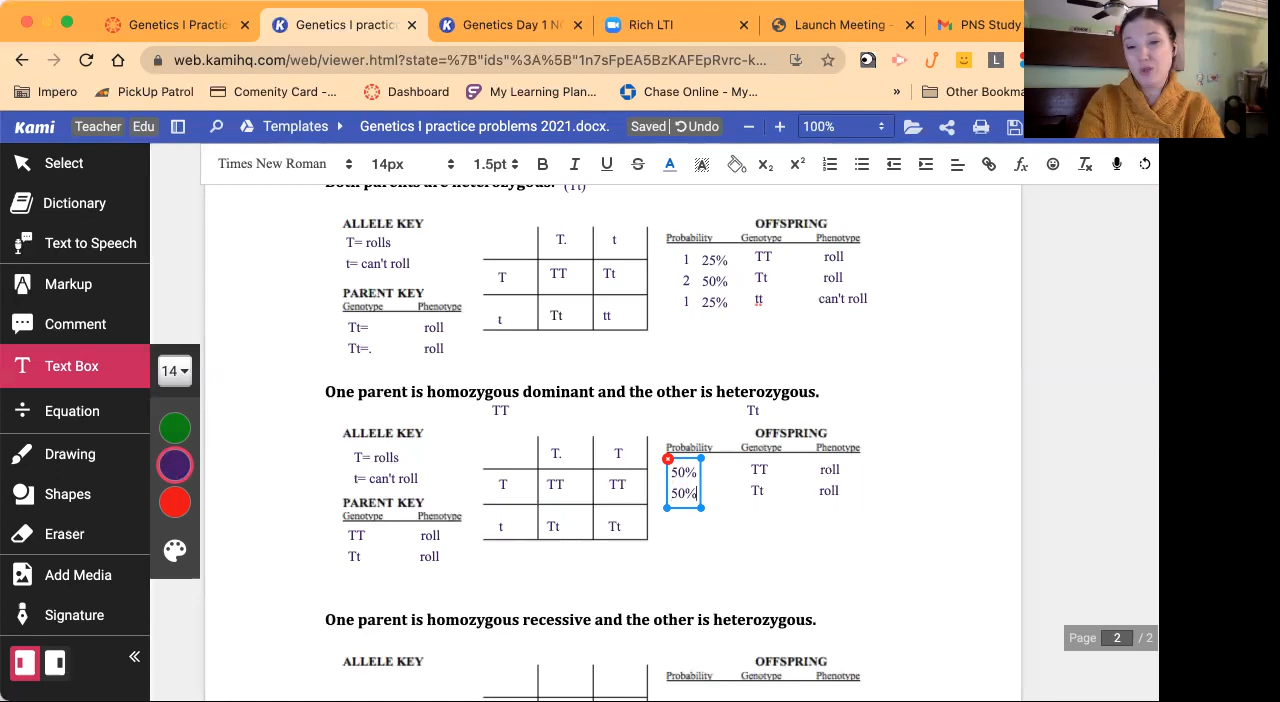 Genetics I Practic
Genetics I practic
Genetics Day 1 NO
Rich LTI
Launch Meeting -
PNS Study
web.kamihq.com/web/viewer.html?state=%7B"ids"%3A%5B"1n7sFpEA5BzKAFEpRvrc-k...
Impero
PickUp Patrol
Comenity Card -...
Dashboard
My Learning Plan...
Chase Online - My...
»
Other Bookma
Kami
Teacher
Edu
Templates
Genetics I practice problems 2021.docx.
Saved
Undo
100%
Select
Times New Roman
14px
1.5pt
Dictionary
Text to Speech
Markup
Comment
Text Box
14
Equation
Drawing
Shapes
Eraser
Add Media
Signature
Both parents are heterozygous. (Tt)
ALLELE KEY
T= rolls
t= can't roll
PARENT KEY
Genotype Phenotype
Tt= roll
Tt=. roll
T. t
T TT Tt
t Tt tt
OFFSPRING
Probability Genotype Phenotype
1 25% TT roll
2 50% Tt roll
1 25% tt can't roll
One parent is homozygous dominant and the other is heterozygous.
TT Tt
ALLELE KEY
T= rolls
t= can't roll
PARENT KEY
Genotype Phenotype
TT roll
Tt roll
T. T
T TT TT
t Tt Tt
OFFSPRING
Probability Genotype Phenotype
50% TT roll
50% Tt roll
One parent is homozygous recessive and the other is heterozygous.
ALLELE KEY
OFFSPRING
Probability Genotype Phenotype
Page 2 / 2